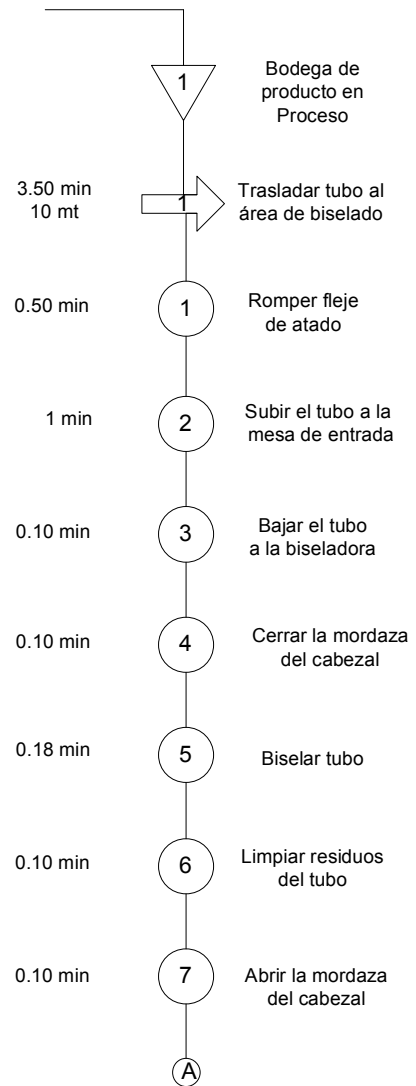 1
Bodega de
producto en
Proceso
3.50 min
10 mt
1
Trasladar tubo al
área de biselado
0.50 min
1
Romper fleje
de atado
1 min
2
Subir el tubo a la
mesa de entrada
0.10 min
3
Bajar el tubo
a la biseladora
0.10 min
4
Cerrar la mordaza
del cabezal
0.18 min
5
Biselar tubo
0.10 min
6
Limpiar residuos
del tubo
0.10 min
7
Abrir la mordaza
del cabezal
A